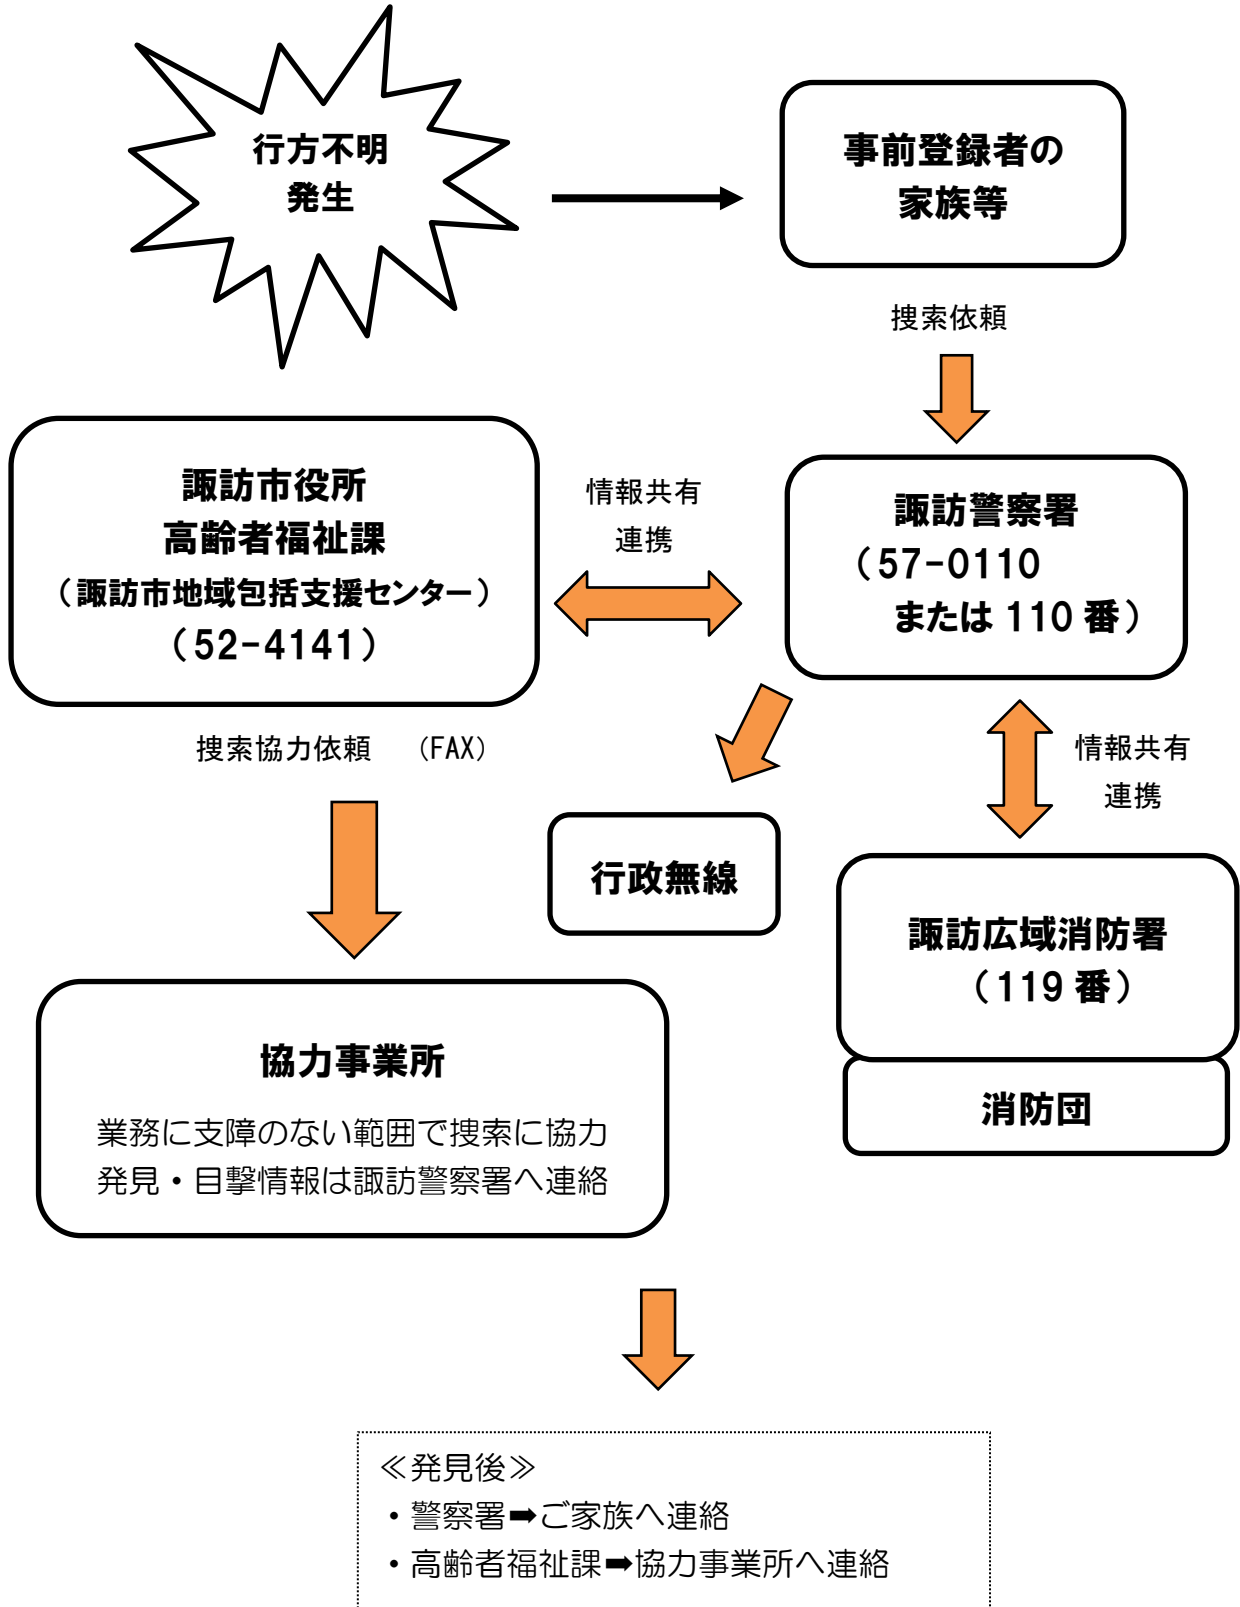 行方不明
発生
事前登録者の
家族等
捜索依頼
諏訪市役所
高齢者福祉課
（諏訪市地域包括支援センター）
（52-4141）
情報共有
連携
諏訪警察署
（57-0110
または 110 番）
捜索協力依頼　（FAX）
行政無線
情報共有
連携
諏訪広域消防署
（119 番）
消防団
協力事業所
業務に支障のない範囲で捜索に協力
発見・目撃情報は諏訪警察署へ連絡
≪発見後≫
・警察署➡ご家族へ連絡
・高齢者福祉課➡協力事業所へ連絡